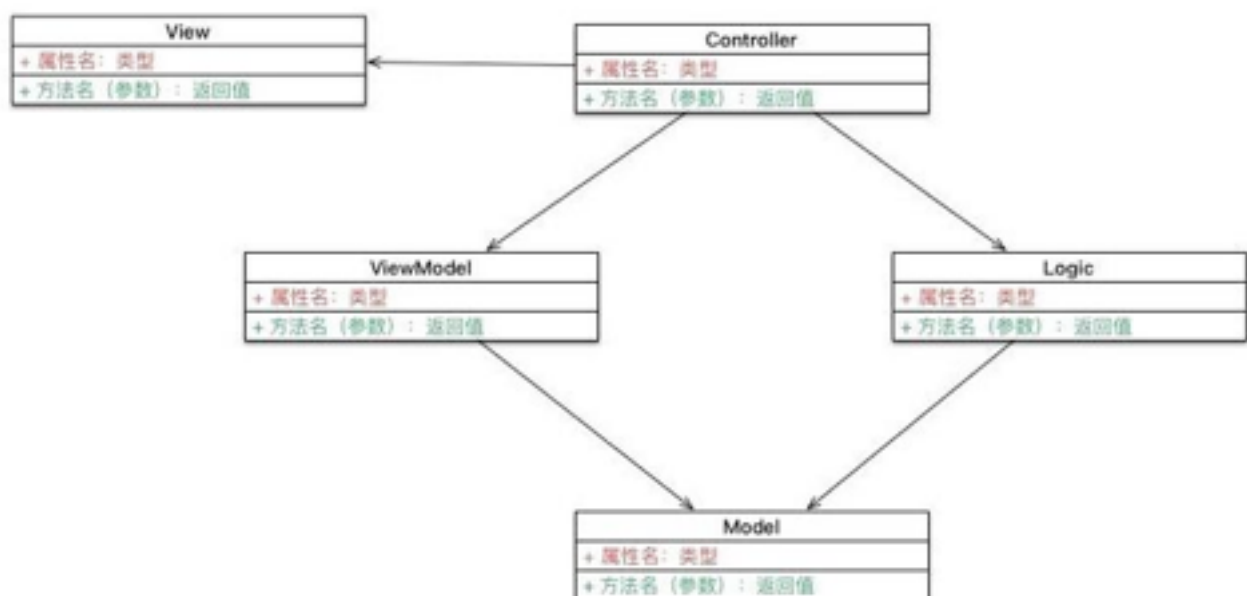 View
+ 属性名：类型
+ 方法名（参数）：返回值
Controller
+ 属性名：类型
+ 方法名（参数）：返回值
ViewModel
+ 属性名：类型
+ 方法名（参数）：返回值
Logic
+ 属性名：类型
+ 方法名（参数）：返回值
Model
+ 属性名：类型
+ 方法名（参数）：返回值